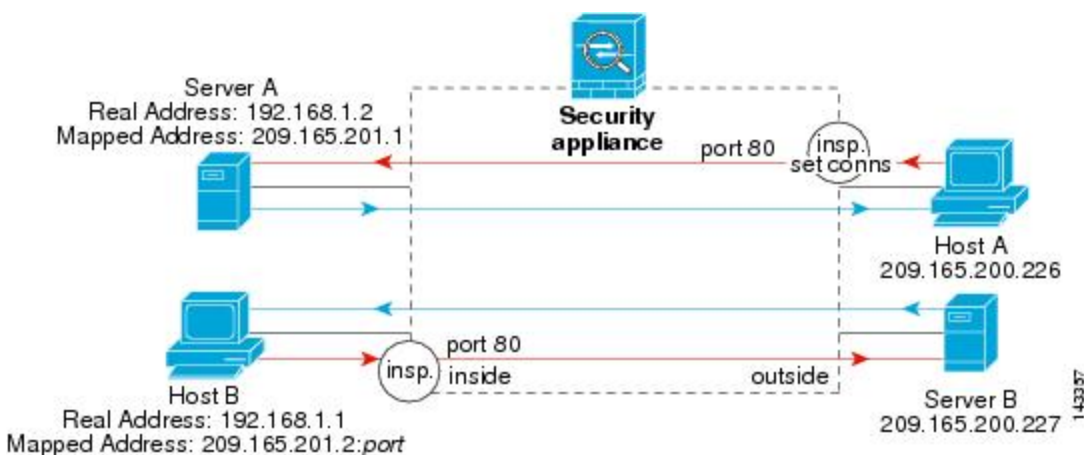 Server A
Real Address: 192.168.1.2
Mapped Address: 209.165.201.1
Security
appliance
port 80
insp.
set conns
Host A
209.165.200.226
port 80
insp.
inside
outside
Host B
Real Address: 192.168.1.1
Mapped Address: 209.165.201.2:port
Server B
209.165.200.227
143357